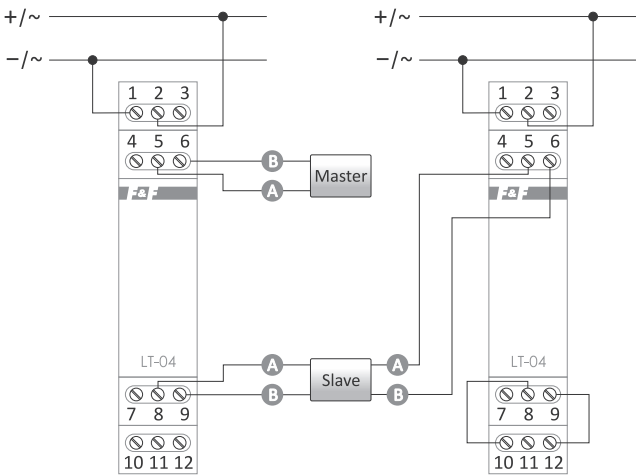 +/~ +/~
−/~ −/~
1 2 3 1 2 3
4 5 6 4 5 6
B
Master
A
F&F F&F
A
LT-04 LT-04
A A
Slave
B B
7 8 9 7 8 9
10 11 12 10 11 12